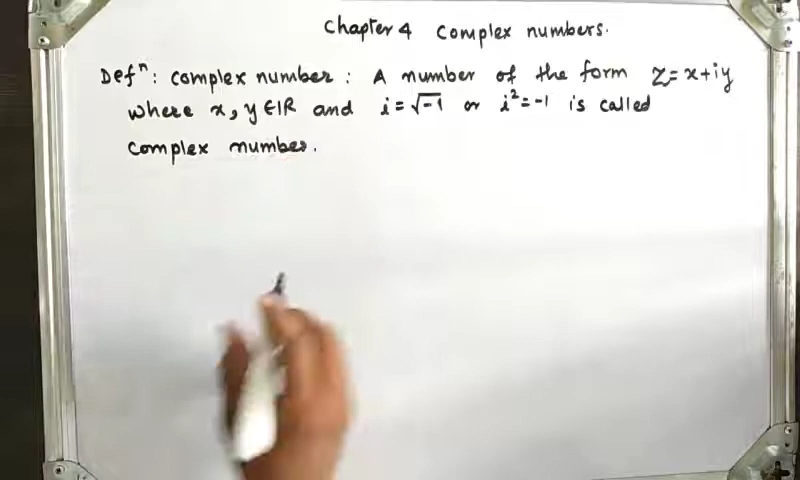 Chapter 4 Complex numbers.
Defⁿ: complex number: A number of the form z=x+iy
where x, y ∈ IR and i=√-1 or i²=-1 is called
complex number.